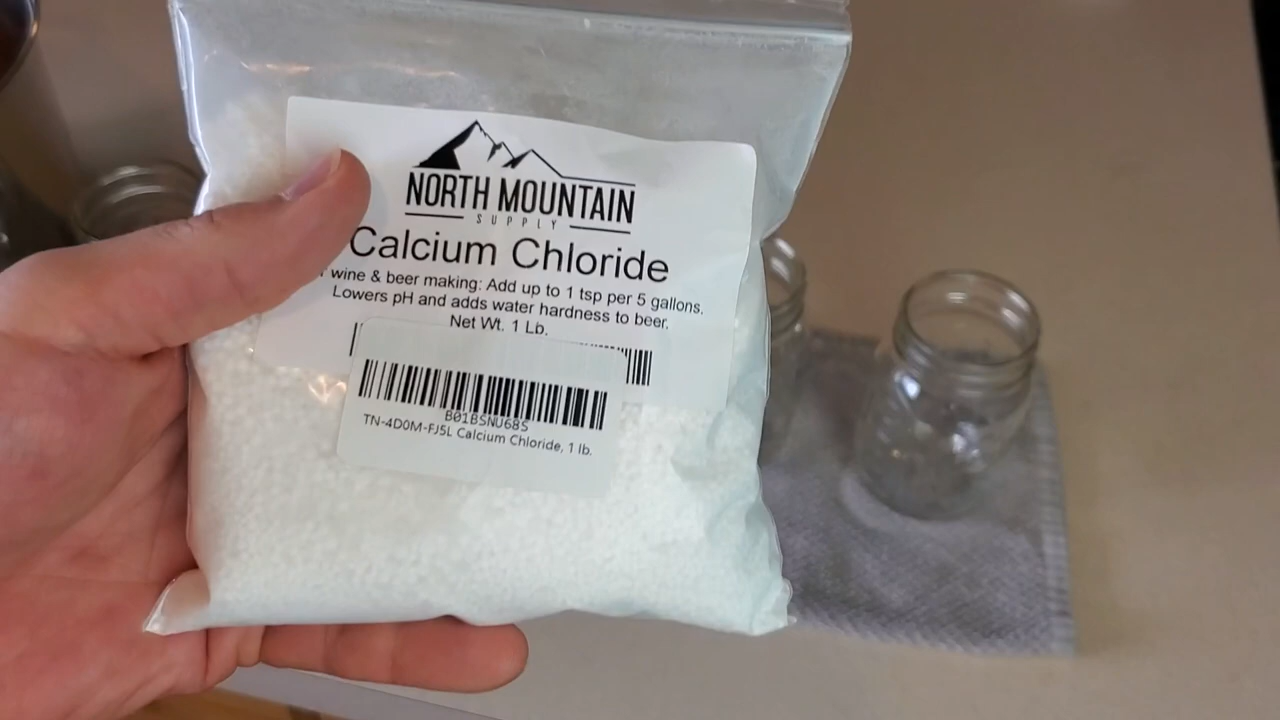 NORTH MOUNTAIN
SUPPLY
Calcium Chloride
wine & beer making: Add up to 1 tsp per 5 gallons.
Lowers pH and adds water hardness to beer.
Net Wt. 1 Lb.
B01BSNU68S
TN-4D0M-FJ5L Calcium Chloride, 1 lb.